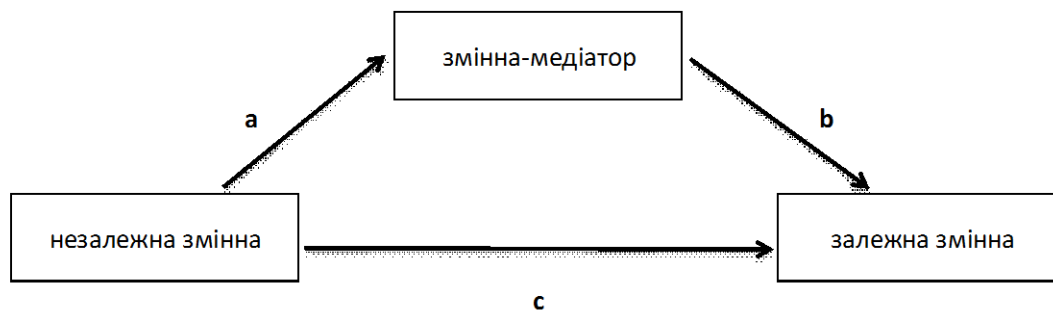 змінна-медіатор
a
b
незалежна змінна
залежна змінна
c